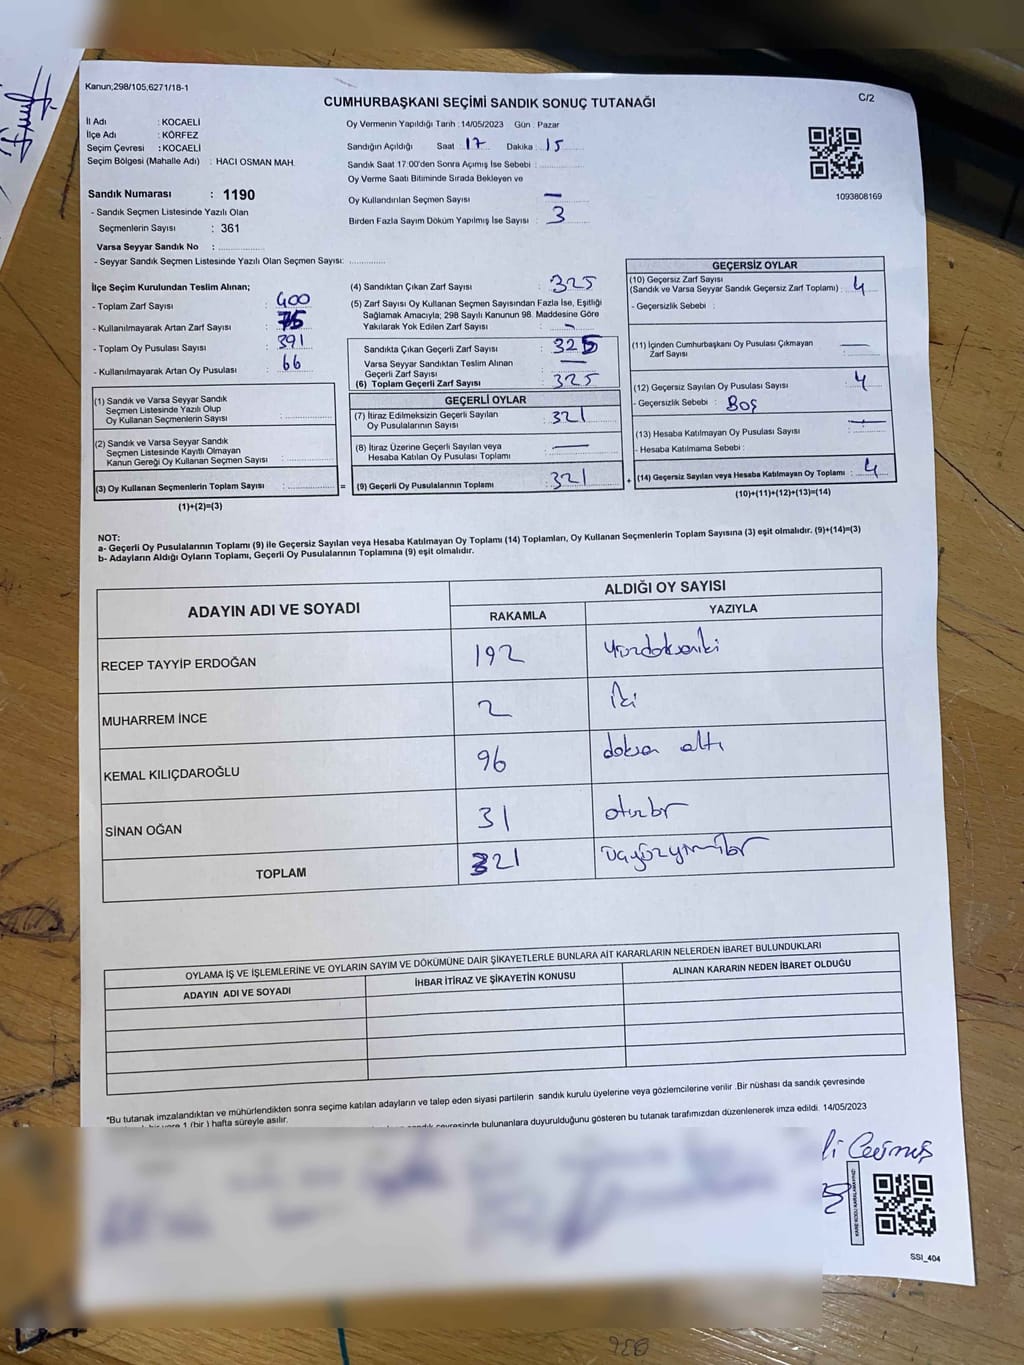 Kanun;298/105,6271/18-1
C/2
CUMHURBAŞKANI SEÇİMİ SANDIK SONUÇ TUTANAĞI
İl Adı : KOCAELİ
İlçe Adı : KÖRFEZ
Seçim Çevresi : KOCAELİ
Seçim Bölgesi (Mahalle Adı) : HACI OSMAN MAH.
Sandık Numarası : 1190
- Sandık Seçmen Listesinde Yazılı Olan
Seçmenlerin Sayısı : 361
Varsa Seyyar Sandık No :
- Seyyar Sandık Seçmen Listesinde Yazılı Olan Seçmen Sayısı:
Oy Vermenin Yapıldığı Tarih : 14/05/2023 Gün : Pazar
Sandığın Açıldığı Saat : 17 Dakika : 15
Sandık Saat 17:00'den Sonra Açımış İse Sebebi :
Oy Verme Saati Bitiminde Sırada Bekleyen ve
Oy Kullandırılan Seçmen Sayısı : —
Birden Fazla Sayım Döküm Yapılmış İse Sayısı : 3
1093808169
İlçe Seçim Kurulundan Teslim Alınan;
- Toplam Zarf Sayısı : 400
- Kullanılmayarak Artan Zarf Sayısı : 75
- Toplam Oy Pusulası Sayısı : 391
- Kullanılmayarak Artan Oy Pusulası : 66
(1) Sandık ve Varsa Seyyar Sandık
Seçmen Listesinde Yazılı Olup
Oy Kullanan Seçmenlerin Sayısı :
(2) Sandık ve Varsa Seyyar Sandık
Seçmen Listesinde Kayıtlı Olmayan
Kanun Gereği Oy Kullanan Seçmen Sayısı :
(3) Oy Kullanan Seçmenlerin Toplam Sayısı :
(1)+(2)=(3)
(4) Sandıktan Çıkan Zarf Sayısı : 325
(5) Zarf Sayısı Oy Kullanan Seçmen Sayısından Fazla İse, Eşitliği
Sağlamak Amacıyla; 298 Sayılı Kanunun 98. Maddesine Göre
Yakılarak Yok Edilen Zarf Sayısı : —
Sandıkta Çıkan Geçerli Zarf Sayısı : 325
Varsa Seyyar Sandıktan Teslim Alınan
Geçerli Zarf Sayısı : —
(6) Toplam Geçerli Zarf Sayısı : 325
GEÇERLİ OYLAR
(7) İtiraz Edilmeksizin Geçerli Sayılan
Oy Pusulalarının Sayısı : 321
(8) İtiraz Üzerine Geçerli Sayılan veya
Hesaba Katılan Oy Pusulası Toplamı : —
= (9) Geçerli Oy Pusulalarının Toplamı : 321
GEÇERSİZ OYLAR
(10) Geçersiz Zarf Sayısı
(Sandık ve Varsa Seyyar Sandık Geçersiz Zarf Toplamı) : 4
- Geçersizlik Sebebi :
(11) İçinden Cumhurbaşkanı Oy Pusulası Çıkmayan
Zarf Sayısı : —
(12) Geçersiz Sayılan Oy Pusulası Sayısı : 4
- Geçersizlik Sebebi : Boş
(13) Hesaba Katılmayan Oy Pusulası Sayısı : —
- Hesaba Katılmama Sebebi :
+ (14) Geçersiz Sayılan veya Hesaba Katılmayan Oy Toplamı : 4
(10)+(11)+(12)+(13)=(14)
NOT:
a- Geçerli Oy Pusulalarının Toplamı (9) ile Geçersiz Sayılan veya Hesaba Katılmayan Oy Toplamı (14) Toplamları, Oy Kullanan Seçmenlerin Toplam Sayısına (3) eşit olmalıdır. (9)+(14)=(3)
b- Adayların Aldığı Oyların Toplamı, Geçerli Oy Pusulalarının Toplamına (9) eşit olmalıdır.
ADAYIN ADI VE SOYADI
ALDIĞI OY SAYISI
RAKAMLA YAZIYLA
RECEP TAYYİP ERDOĞAN 192 yüzdoksaniki
MUHARREM İNCE 2 İki
KEMAL KILIÇDAROĞLU 96 doksan altı
SİNAN OĞAN 31 otuzbir
TOPLAM 321 üçyüzyirmibir
OYLAMA İŞ VE İŞLEMLERİNE VE OYLARIN SAYIM VE DÖKÜMÜNE DAİR ŞİKAYETLERLE BUNLARA AİT KARARLARIN NELERDEN İBARET BULUNDUKLARI
ADAYIN ADI VE SOYADI İHBAR İTİRAZ VE ŞİKAYETİN KONUSU ALINAN KARARIN NEDEN İBARET OLDUĞU
*Bu tutanak imzalandıktan ve mühürlendikten sonra seçime katılan adayların ve talep eden siyasi partilerin sandık kurulu üyelerine veya gözlemcilerine verilir .Bir nüshası da sandık çevresinde
1 (bir ) hafta süreyle asılır.
çevresinde bulunanlara duyurulduğunu gösteren bu tutanak tarafımızdan düzenlenerek imza edildi. 14/05/2023
SSI_404